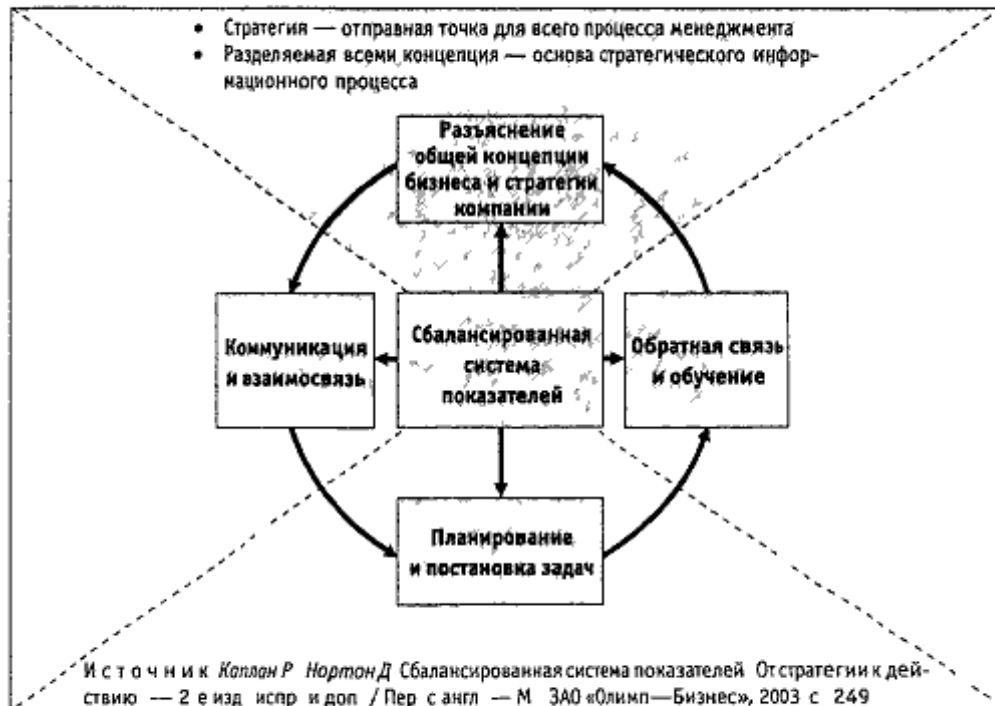 • Стратегия — отправная точка для всего процесса менеджмента
• Разделяемая всеми концепция — основа стратегического инфор-
мационного процесса
Разъяснение
общей концепции
бизнеса и стратегии
компании
Коммуникация
и взаимосвязь
Сбалансированная
система
показателей
Обратная связь
и обучение
Планирование
и постановка задач
Источник Каплан Р Нортон Д Сбалансированная система показателей От стратегии к дей-
ствию — 2 е изд испр и доп / Пер с англ — М ЗАО «Олимп—Бизнес», 2003 с 249